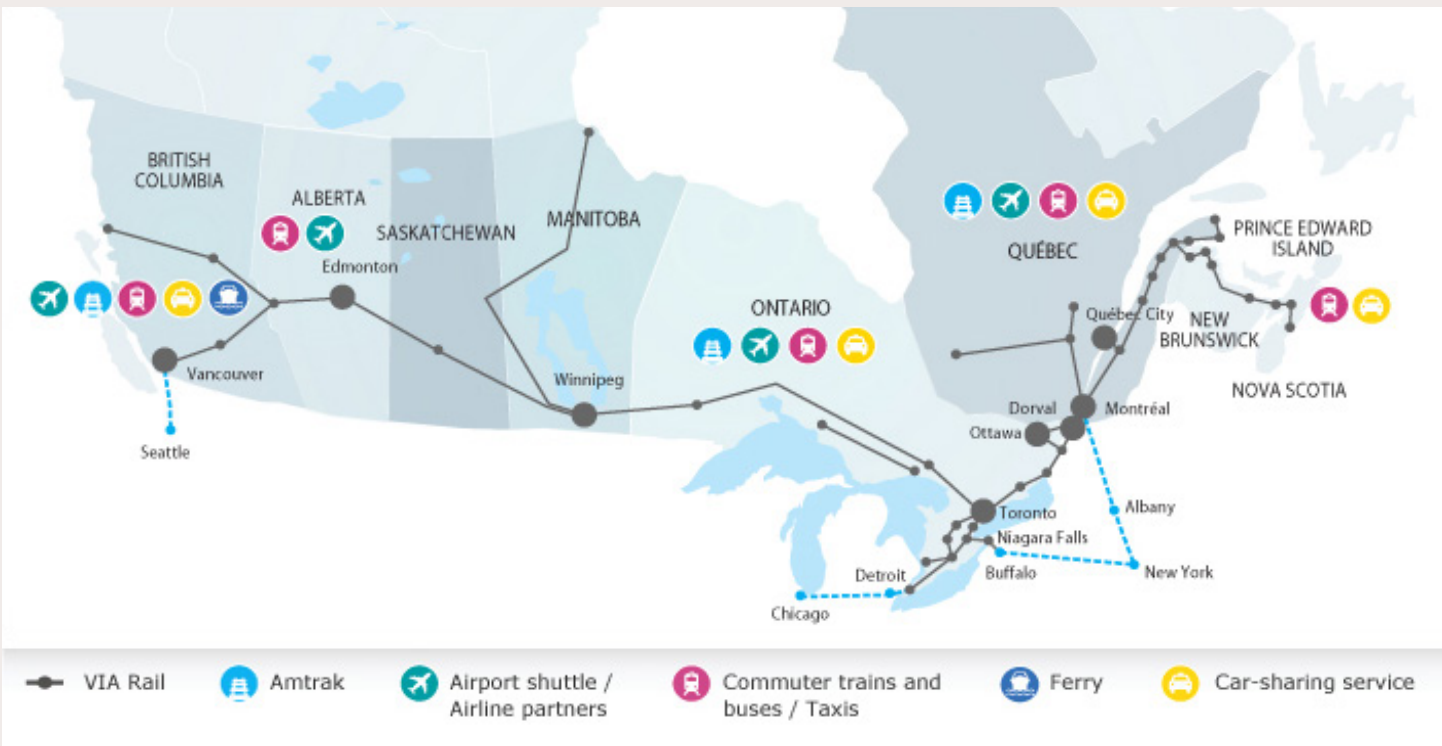 BRITISH
COLUMBIA
ALBERTA
SASKATCHEWAN
MANITOBA
Edmonton
ONTARIO
QUÉBEC
PRINCE EDWARD
ISLAND
Québec City
NEW
BRUNSWICK
NOVA SCOTIA
Vancouver
Winnipeg
Seattle
Dorval
Montréal
Ottawa
Toronto
Albany
Niagara Falls
Detroit
Buffalo
New York
Chicago
VIA Rail
Amtrak
Airport shuttle /
Airline partners
Commuter trains and
buses / Taxis
Ferry
Car-sharing service